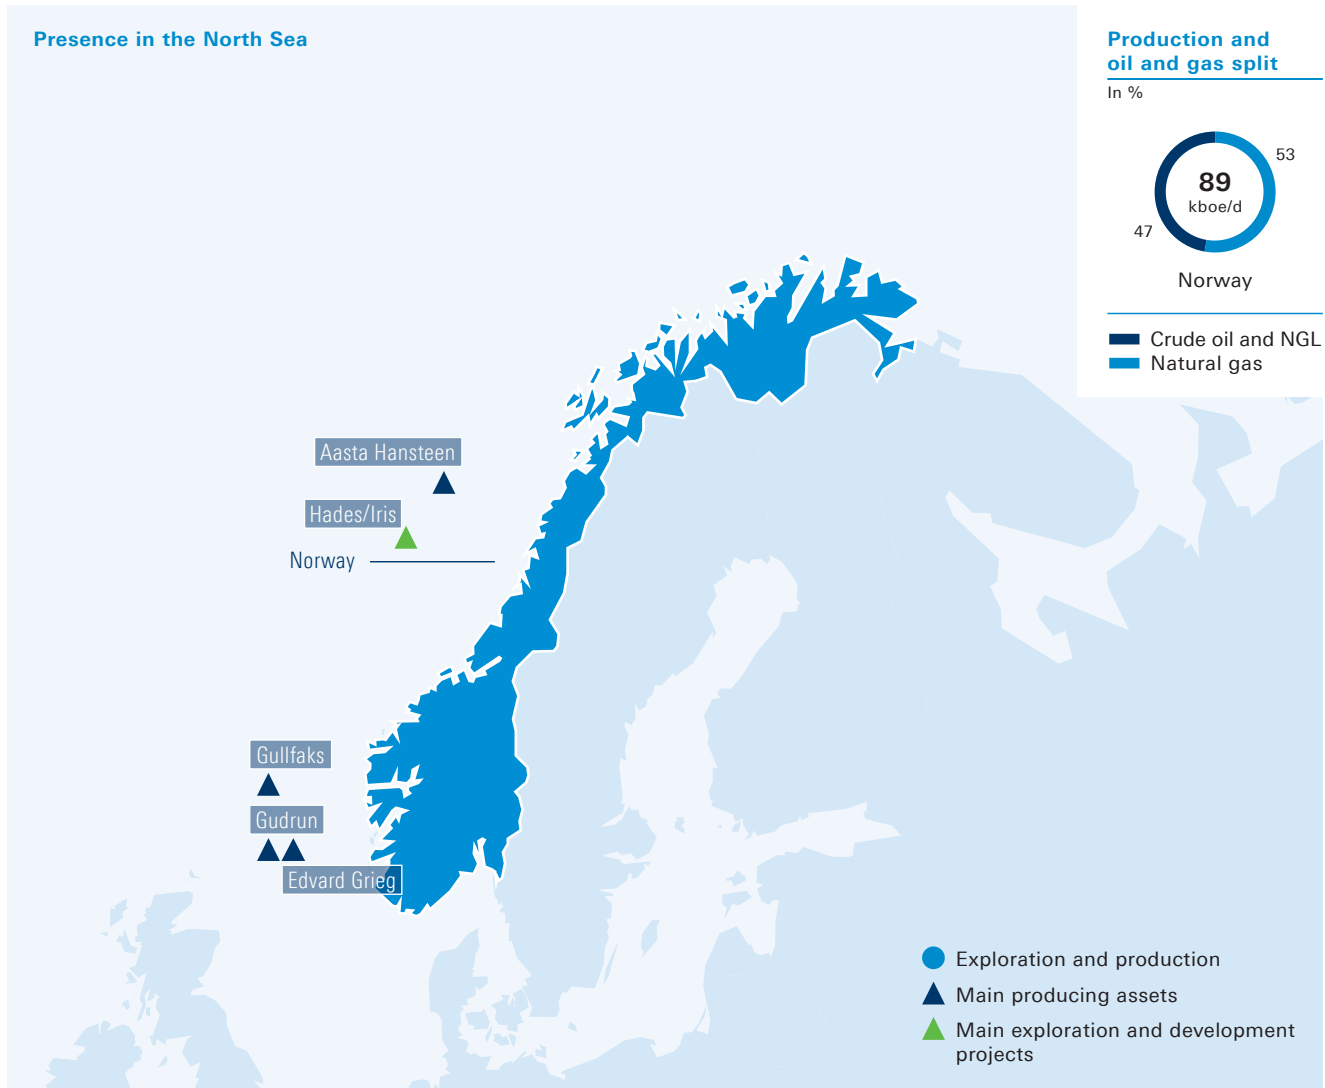 Presence in the North Sea
Production and
oil and gas split
In %
53
89
kboe/d
47
Norway
Crude oil and NGL
Natural gas
Aasta Hansteen
Hades/Iris
Norway
Gullfaks
Gudrun
Edvard Grieg
Exploration and production
Main producing assets
Main exploration and development
projects